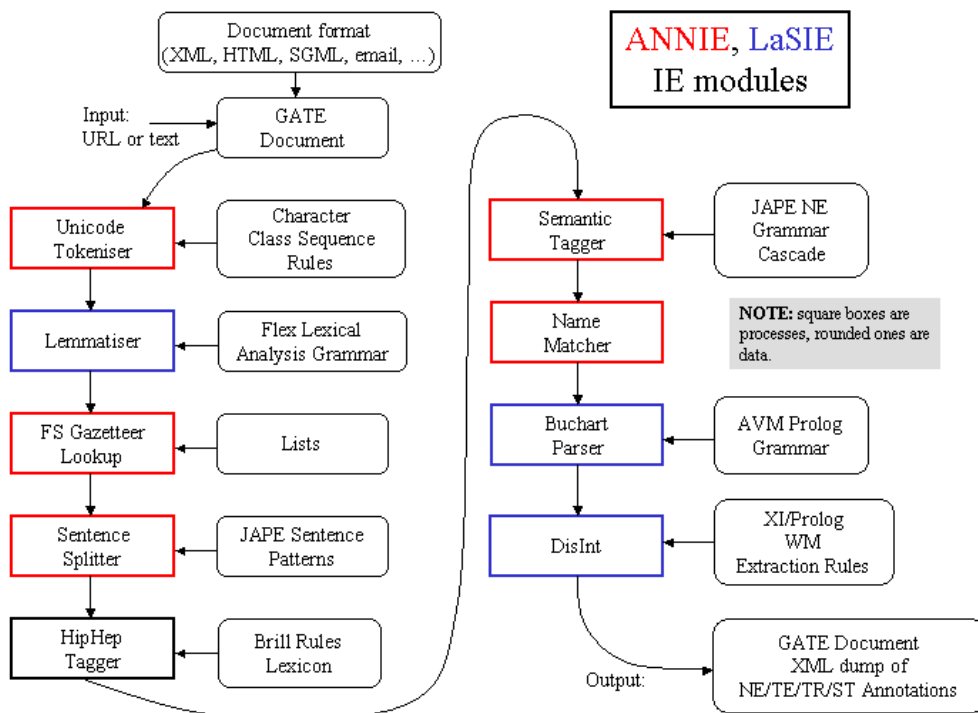 Document format
(XML, HTML, SGML, email, ...)
ANNIE, LaSIE
IE modules
Input:
URL or text
GATE
Document
Unicode
Tokeniser
Character
Class Sequence
Rules
Lemmatiser
Flex Lexical
Analysis Grammar
FS Gazetteer
Lookup
Lists
Sentence
Splitter
JAPE Sentence
Patterns
HipHep
Tagger
Brill Rules
Lexicon
Semantic
Tagger
JAPE NE
Grammar
Cascade
NOTE: square boxes are
processes, rounded ones are
data.
Name
Matcher
Buchart
Parser
AVM Prolog
Grammar
DisInt
XI/Prolog
WM
Extraction Rules
Output:
GATE Document
XML dump of
NE/TE/TR/ST Annotations